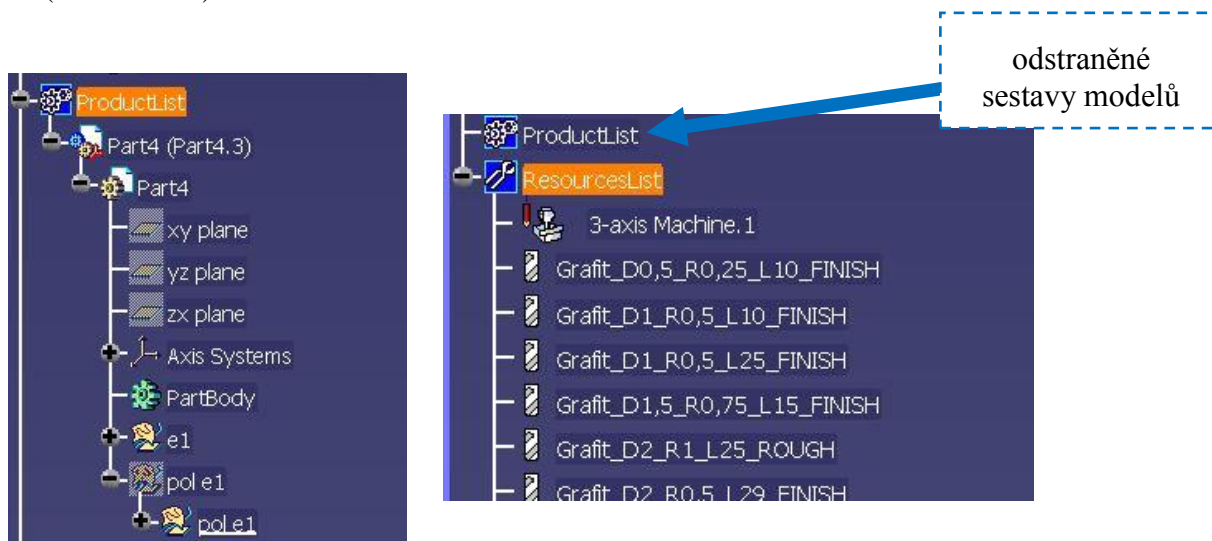 odstraněné
sestavy modelů
ProductList
Part4 (Part4.3)
Part4
xy plane
yz plane
zx plane
Axis Systems
PartBody
e1
pol e1
pol e1
ProductList
ResourcesList
3-axis Machine.1
Grafit_D0,5_R0,25_L10_FINISH
Grafit_D1_R0,5_L10_FINISH
Grafit_D1_R0,5_L25_FINISH
Grafit_D1,5_R0,75_L15_FINISH
Grafit_D2_R1_L25_ROUGH
Grafit_D2_R0,5_L29_FINISH